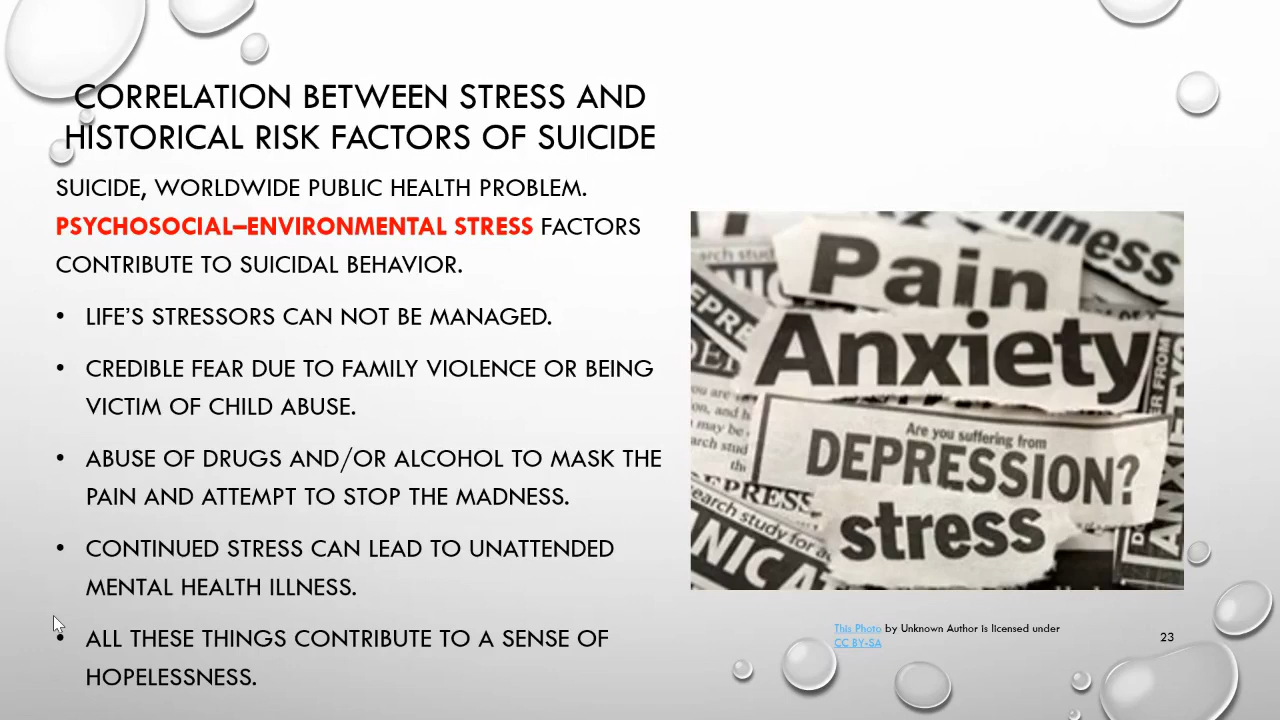 CORRELATION BETWEEN STRESS AND
HISTORICAL RISK FACTORS OF SUICIDE
SUICIDE, WORLDWIDE PUBLIC HEALTH PROBLEM.
PSYCHOSOCIAL–ENVIRONMENTAL STRESS FACTORS
CONTRIBUTE TO SUICIDAL BEHAVIOR.
• LIFE'S STRESSORS CAN NOT BE MANAGED.
• CREDIBLE FEAR DUE TO FAMILY VIOLENCE OR BEING
VICTIM OF CHILD ABUSE.
• ABUSE OF DRUGS AND/OR ALCOHOL TO MASK THE
PAIN AND ATTEMPT TO STOP THE MADNESS.
• CONTINUED STRESS CAN LEAD TO UNATTENDED
MENTAL HEALTH ILLNESS.
• ALL THESE THINGS CONTRIBUTE TO A SENSE OF
HOPELESSNESS.
Pain
Anxiety
Are you suffering from
DEPRESSION?
stress
This Photo by Unknown Author is licensed under
CC BY-SA
23